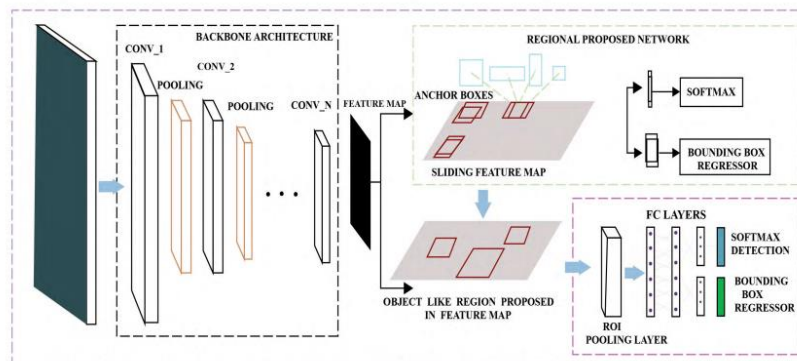 BACKBONE ARCHITECTURE
CONV_1
CONV_2
POOLING
POOLING
CONV_N
FEATURE MAP
REGIONAL PROPOSED NETWORK
ANCHOR BOXES
SLIDING FEATURE MAP
SOFTMAX
BOUNDING BOX
REGRESSOR
OBJECT LIKE REGION PROPOSED
IN FEATURE MAP
FC LAYERS
ROI
POOLING LAYER
SOFTMAX
DETECTION
BOUNDING
BOX
REGRESSOR